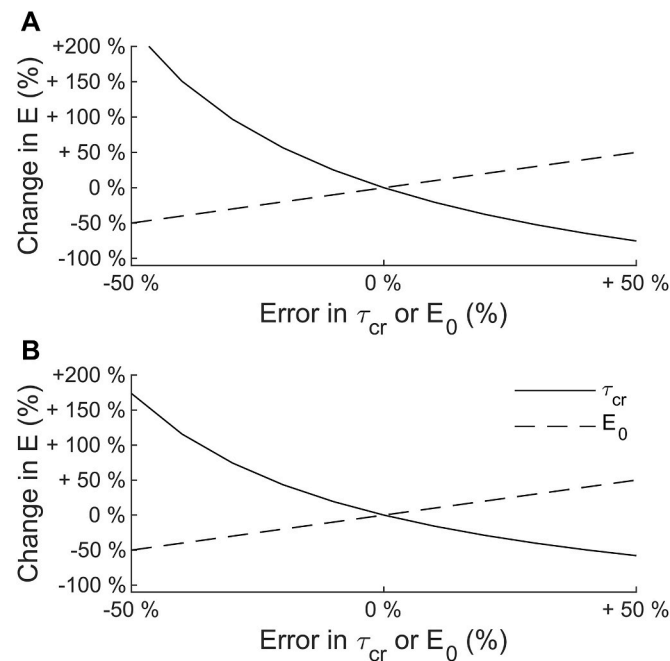 A
+200 %
+ 150 %
+ 100 %
+ 50 %
0 %
-50 %
-100 %
Change in E (%)
-50 %
0 %
+ 50 %
Error in τcr or E0 (%)
B
+200 %
+ 150 %
+ 100 %
+ 50 %
0 %
-50 %
-100 %
Change in E (%)
τcr
E0
-50 %
0 %
+ 50 %
Error in τcr or E0 (%)